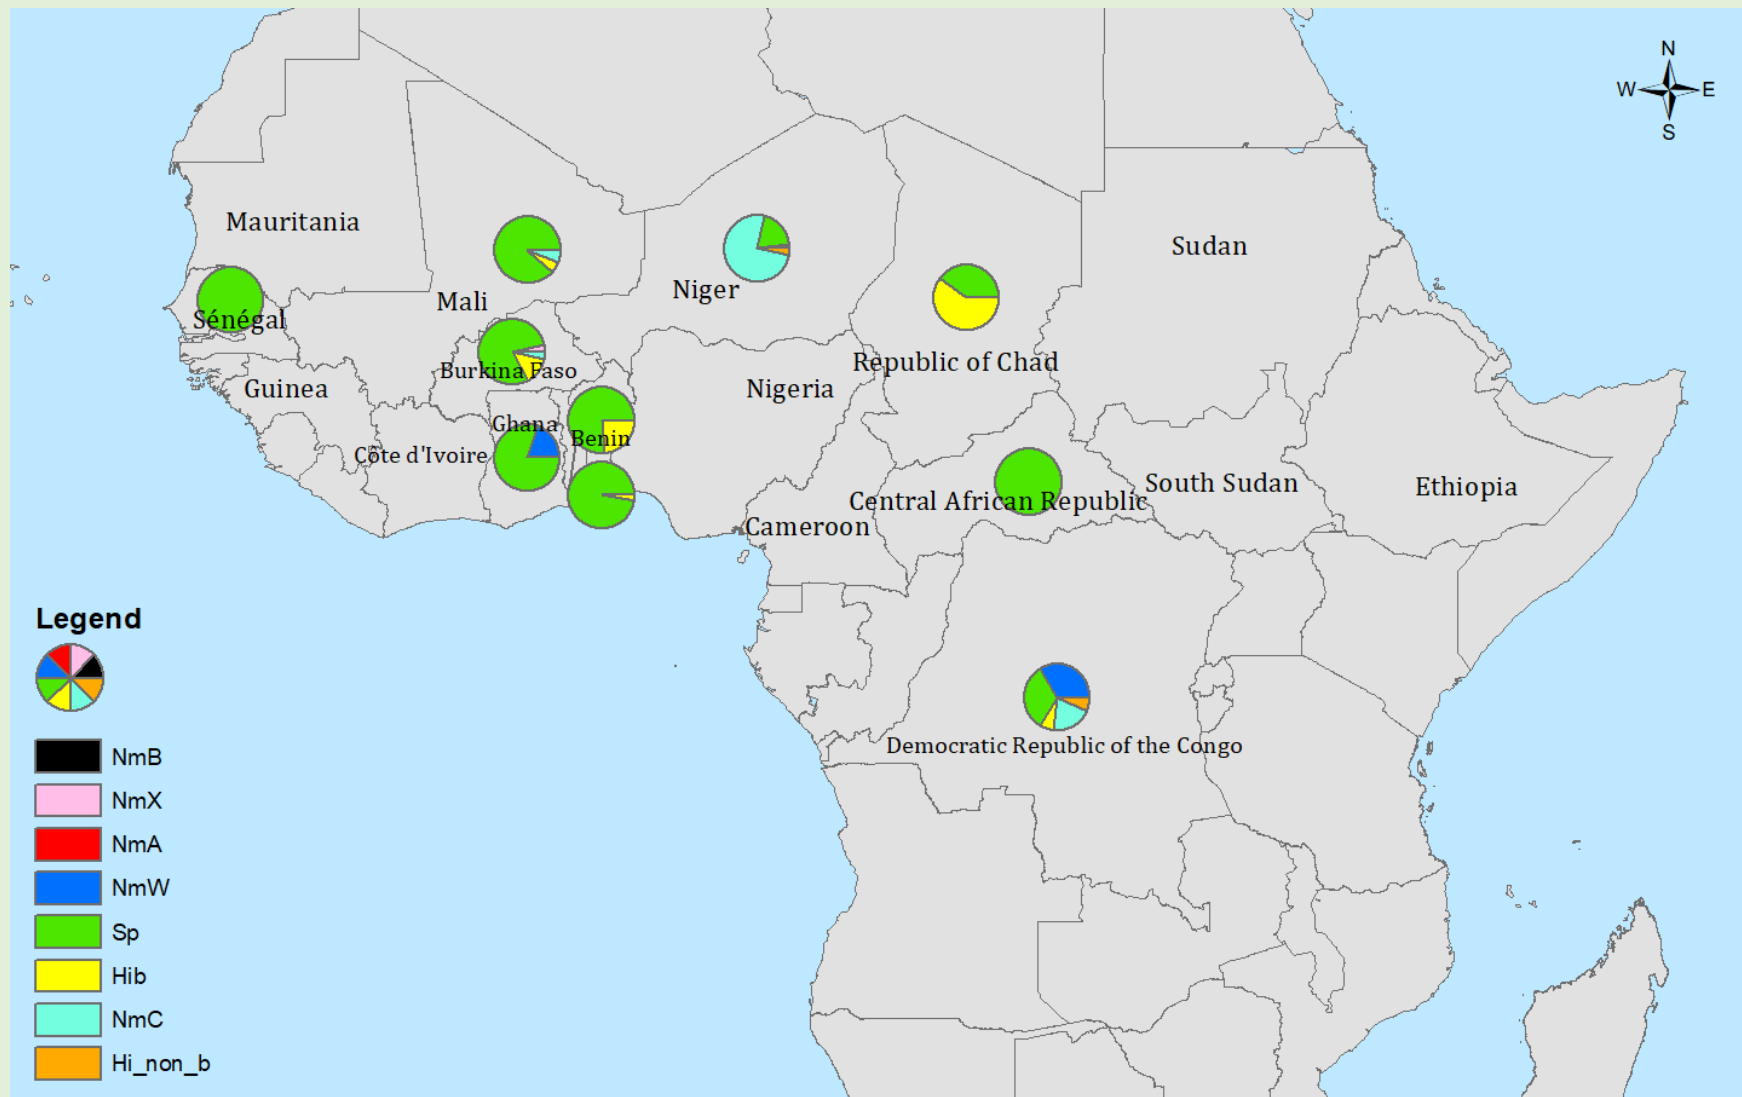 N
W E
S
Mauritania
Sudan
Mali
Niger
Sénégal
Republic of Chad
Burkina Faso
Guinea
Nigeria
Ghana
Benin
Côte d'Ivoire
South Sudan
Ethiopia
Central African Republic
Cameroon
Democratic Republic of the Congo
Legend
NmB
NmX
NmA
NmW
Sp
Hib
NmC
Hi_non_b